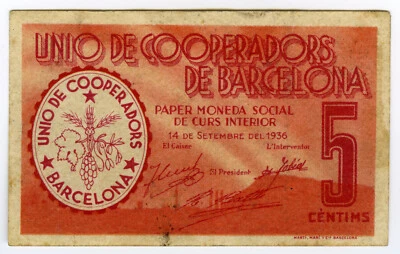 UNIO DE COOPERADORS
DE BARCELONA
UNIO DE COOPERADORS
BARCELONA
PAPER MONEDA SOCIAL
DE CURS INTERIOR
14 DE SETEMBRE DEL 1936
El Caixer
L'Interventor
El President
5
CÈNTIMS